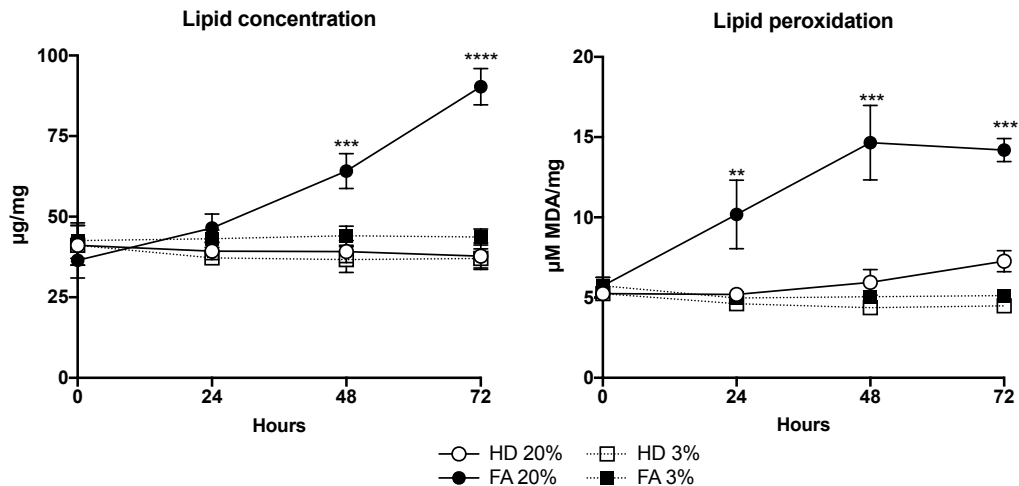 Lipid concentration
100
75
50
25
0
µg/mg
****
***
0 24 48 72
Hours
Lipid peroxidation
20
15
10
5
0
µM MDA/mg
**
***
***
0 24 48 72
Hours
HD 20% HD 3%
FA 20% FA 3%